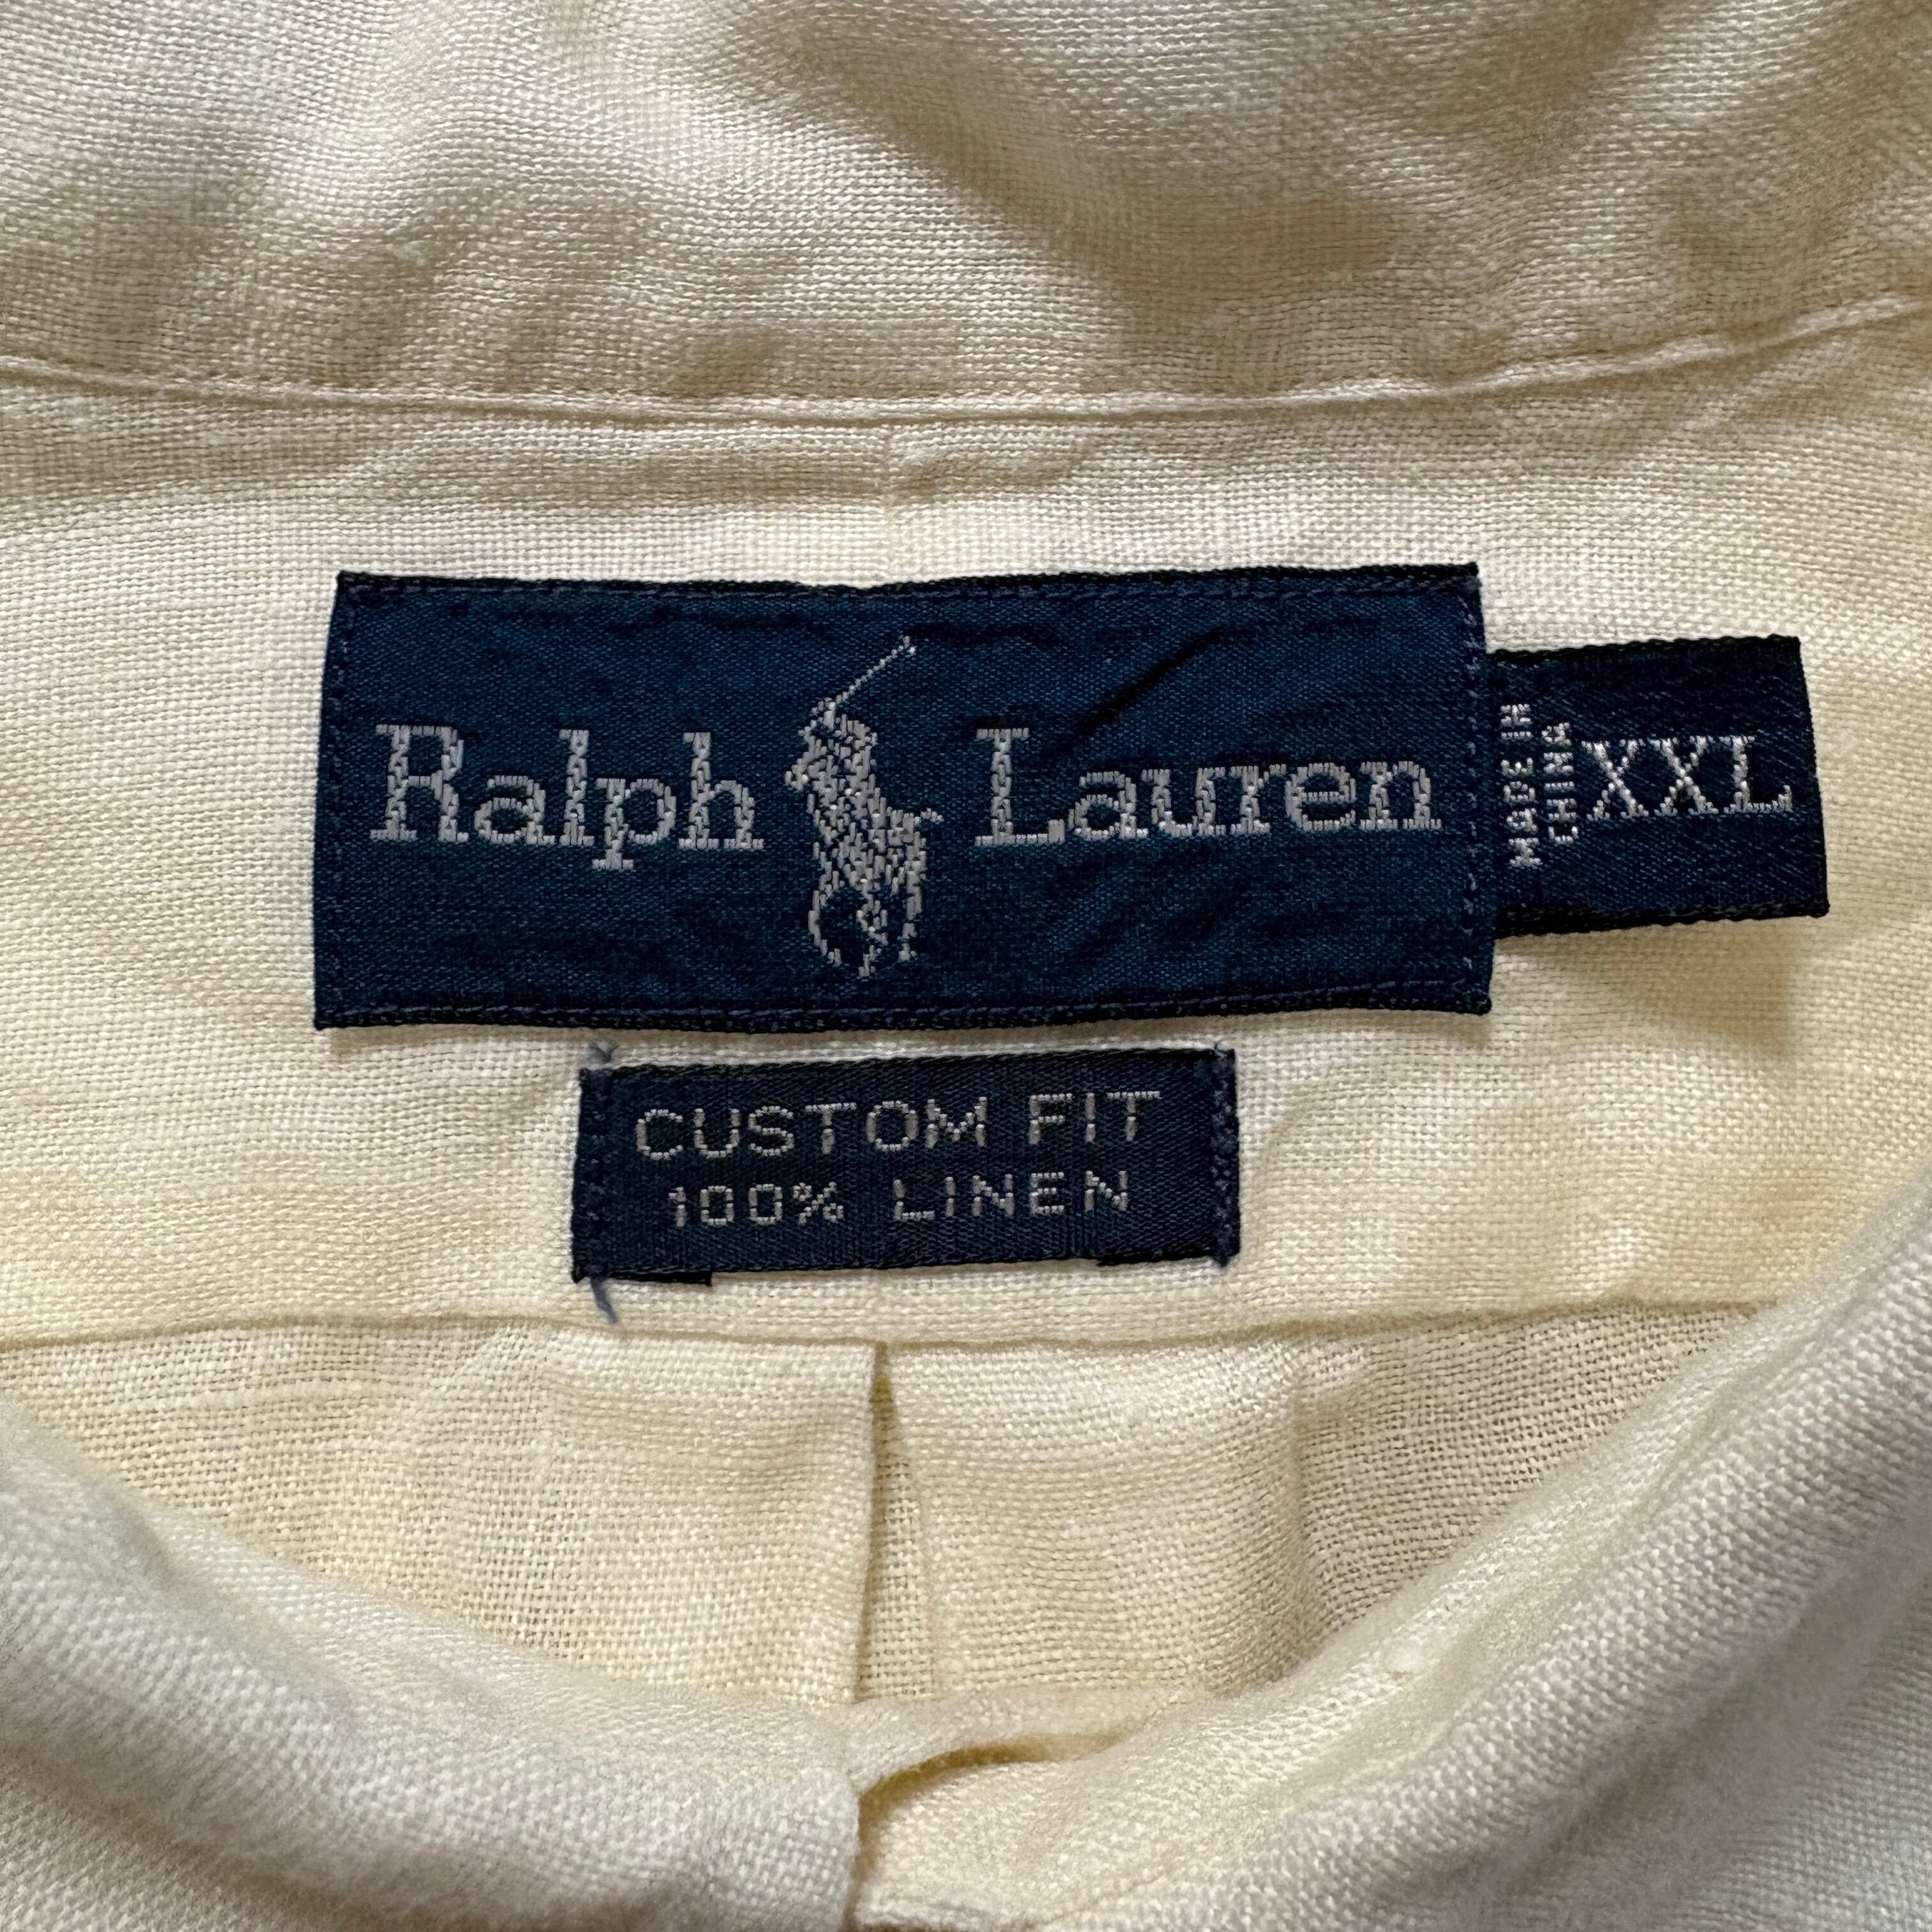 Ralph Lauren
MADE IN
CHINA
XXL
CUSTOM FIT
100% LINEN